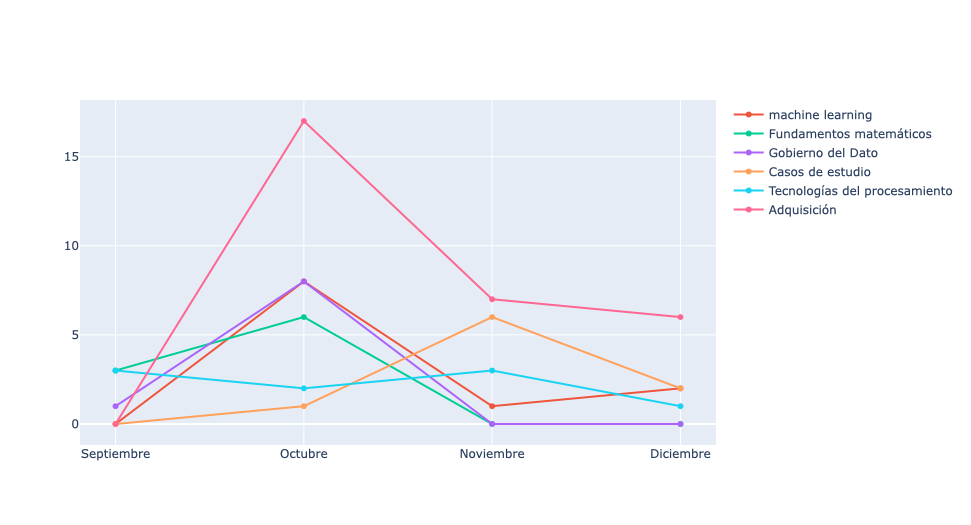 machine learning
Fundamentos matemáticos
Gobierno del Dato
Casos de estudio
Tecnologías del procesamiento
Adquisición
15
10
5
0
Septiembre
Octubre
Noviembre
Diciembre